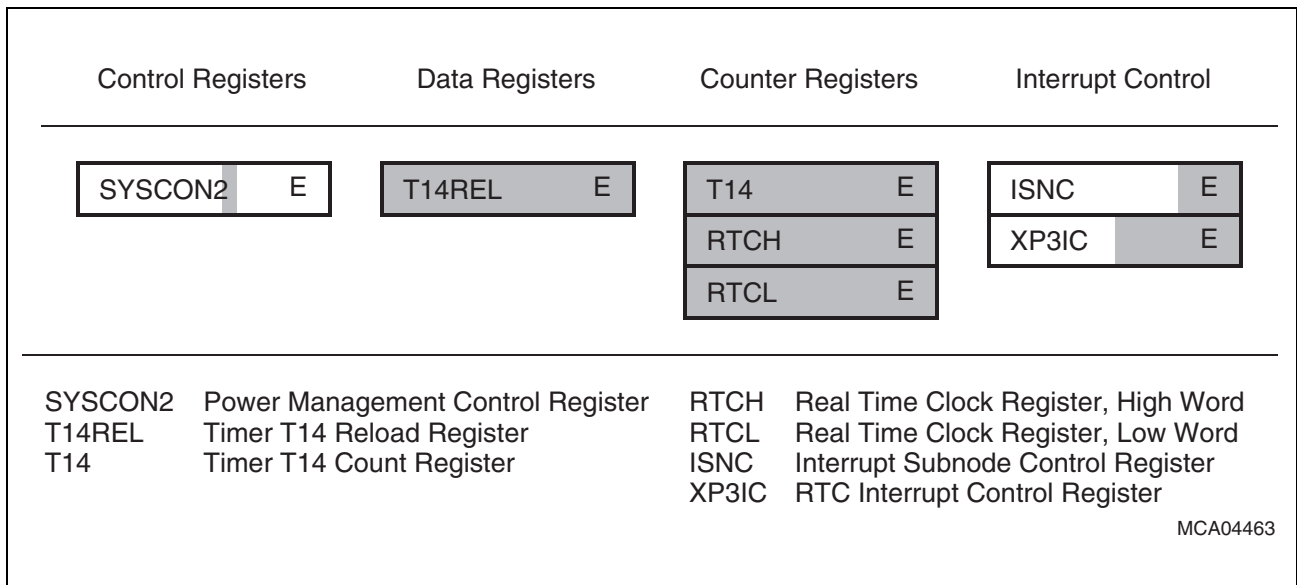 Control Registers Data Registers Counter Registers Interrupt Control
SYSCON2 E T14REL E T14 E ISNC E
RTCH E XP3IC E
RTCL E
SYSCON2 Power Management Control Register RTCH Real Time Clock Register, High Word
T14REL Timer T14 Reload Register RTCL Real Time Clock Register, Low Word
T14 Timer T14 Count Register ISNC Interrupt Subnode Control Register
XP3IC RTC Interrupt Control Register
MCA04463